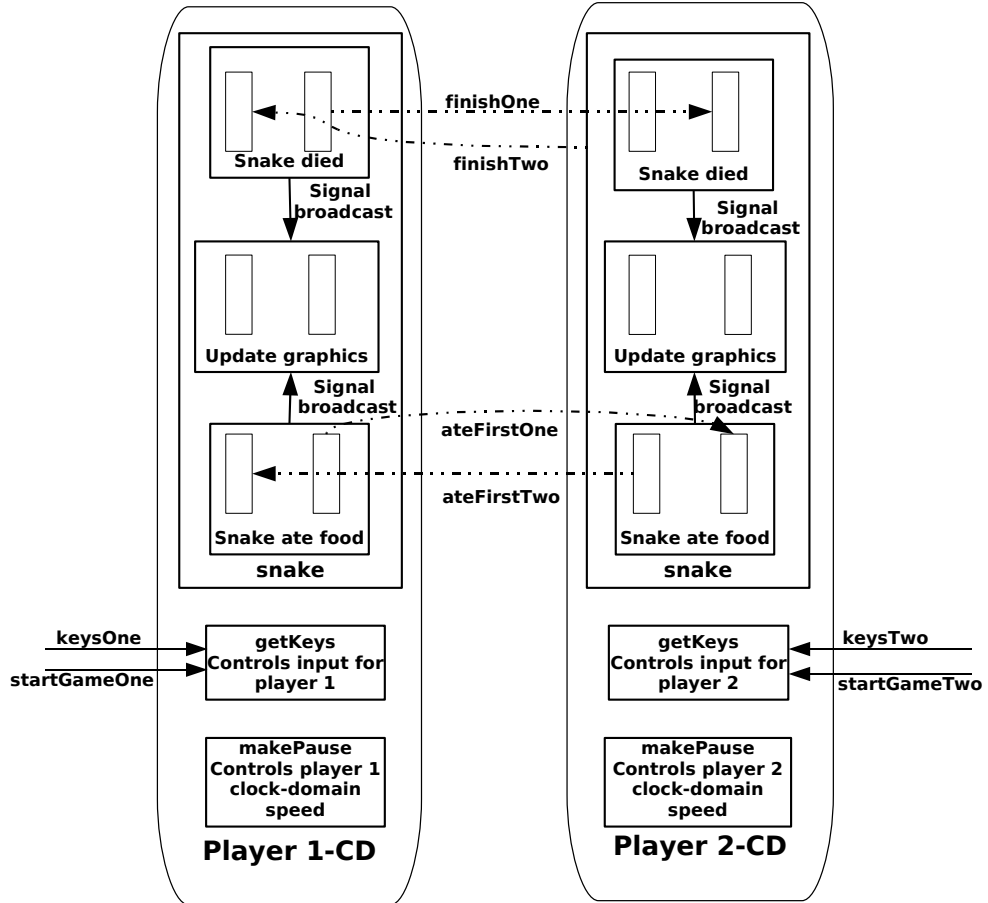 finishOne
finishTwo
Snake died
Signal
broadcast
Update graphics
Signal
broadcast
Snake ate food
snake
Snake died
Signal
broadcast
Update graphics
Signal
broadcast
Snake ate food
snake
ateFirstOne
ateFirstTwo
keysOne
startGameOne
getKeys
Controls input for
player 1
makePause
Controls player 1
clock-domain
speed
Player 1-CD
getKeys
Controls input for
player 2
keysTwo
startGameTwo
makePause
Controls player 2
clock-domain
speed
Player 2-CD